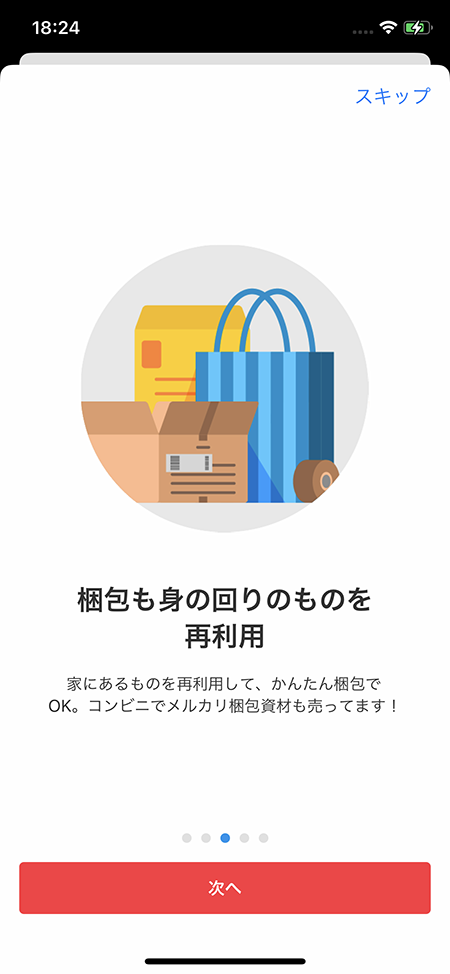 18:24
スキップ
梱包も身の回りのものを
再利用
家にあるものを再利用して、かんたん梱包で
OK。コンビニでメルカリ梱包資材も売ってます！
次へ